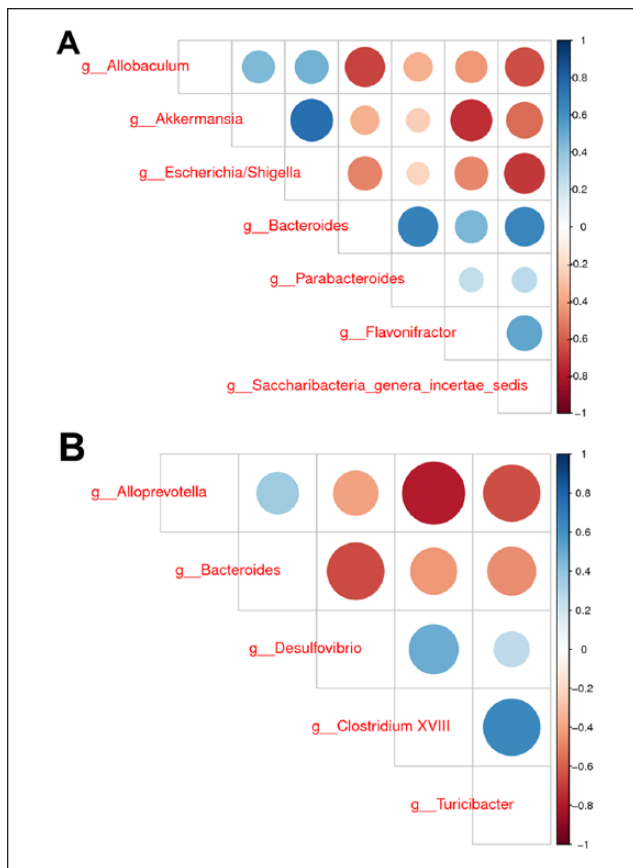 A
g__Allobaculum
g__Akkermansia
g__Escherichia/Shigella
g__Bacteroides
g__Parabacteroides
g__Flavonifractor
g__Saccharibacteria_genera_incertae_sedis
1
0.8
0.6
0.4
0.2
0
−0.2
−0.4
−0.6
−0.8
−1
B
g__Alloprevotella
g__Bacteroides
g__Desulfovibrio
g__Clostridium XVIII
g__Turicibacter
1
0.8
0.6
0.4
0.2
0
−0.2
−0.4
−0.6
−0.8
−1